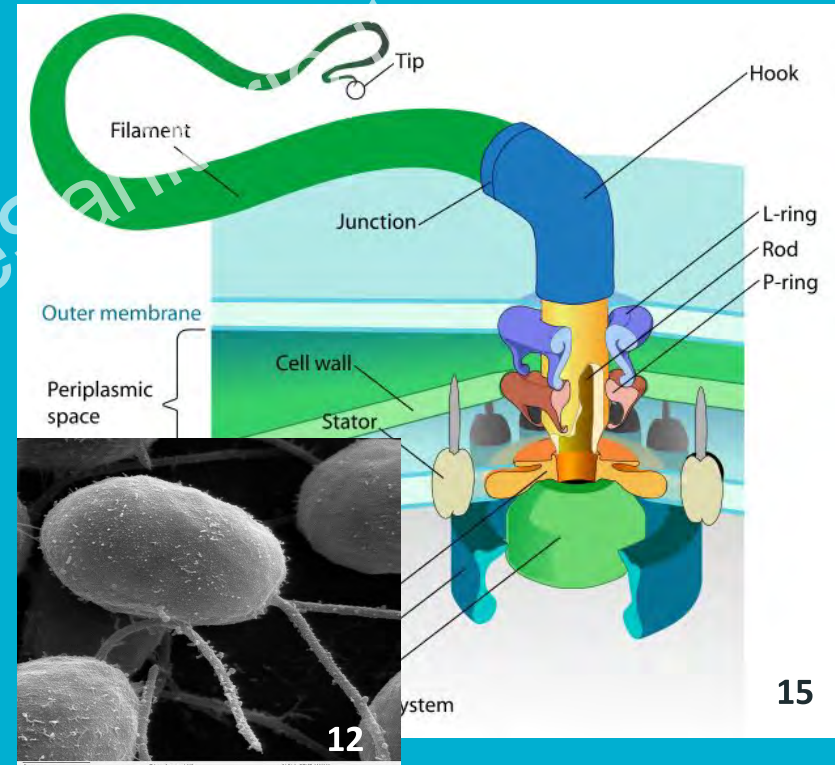 Tip
Hook
Filament
Junction
L-ring
Rod
P-ring
Outer membrane
Cell wall
Periplasmic
space
Stator
ystem
15
12